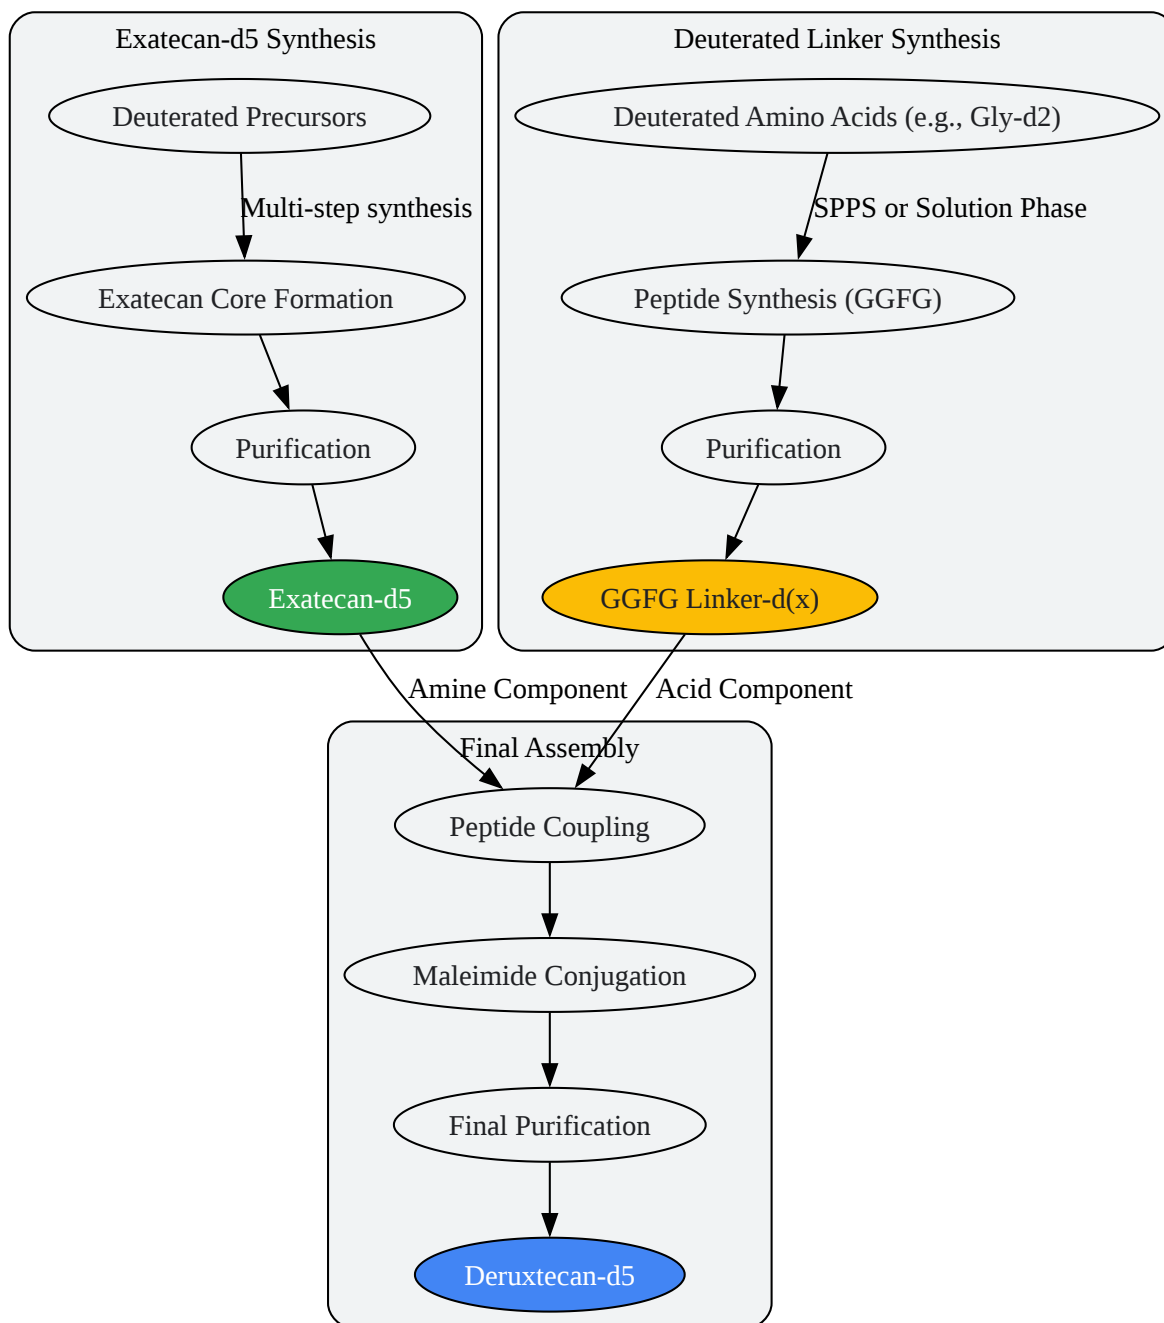 Exatecan-d5 Synthesis
Deuterated Precursors
Multi-step synthesis
Exatecan Core Formation
Purification
Exatecan-d5
Deuterated Linker Synthesis
Deuterated Amino Acids (e.g., Gly-d2)
SPPS or Solution Phase
Peptide Synthesis (GGFG)
Purification
GGFG Linker-d(x)
Amine Component
Acid Component
Final Assembly
Peptide Coupling
Maleimide Conjugation
Final Purification
Deruxtecan-d5